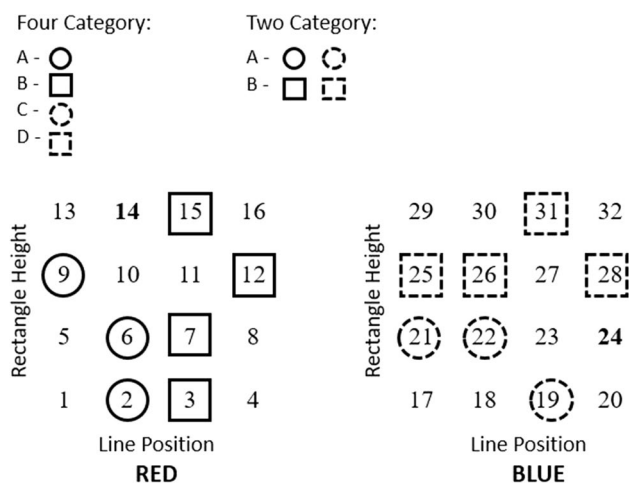 Four Category:
A -
B -
C -
D -
Two Category:
A -
B -
Rectangle Height
13 14 15 16
9 10 11 12
5 6 7 8
1 2 3 4
Line Position
RED
Rectangle Height
29 30 31 32
25 26 27 28
21 22 23 24
17 18 19 20
Line Position
BLUE